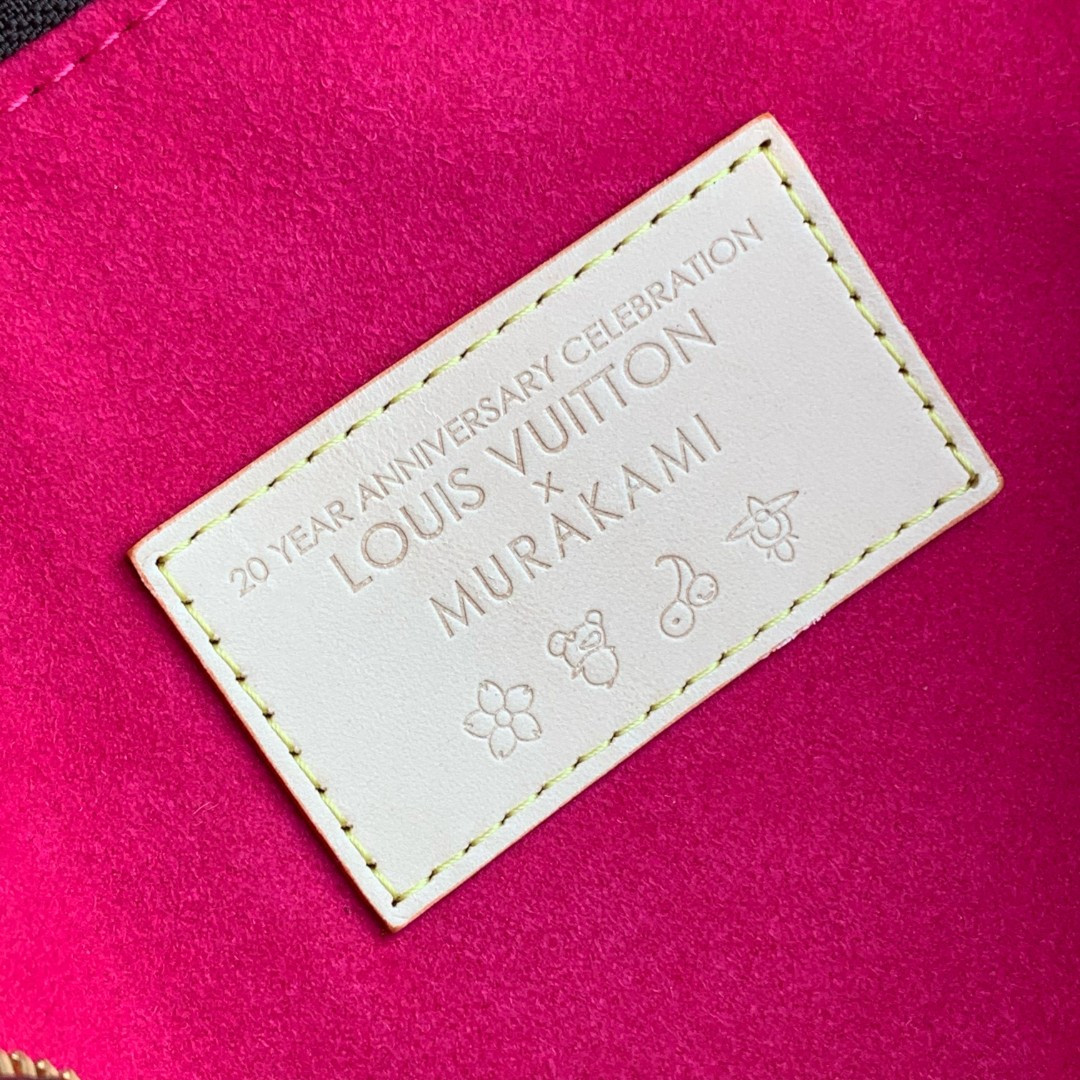 20 YEAR ANNIVERSARY CELEBRATION
LOUIS VUITTON
x
MURAKAMI